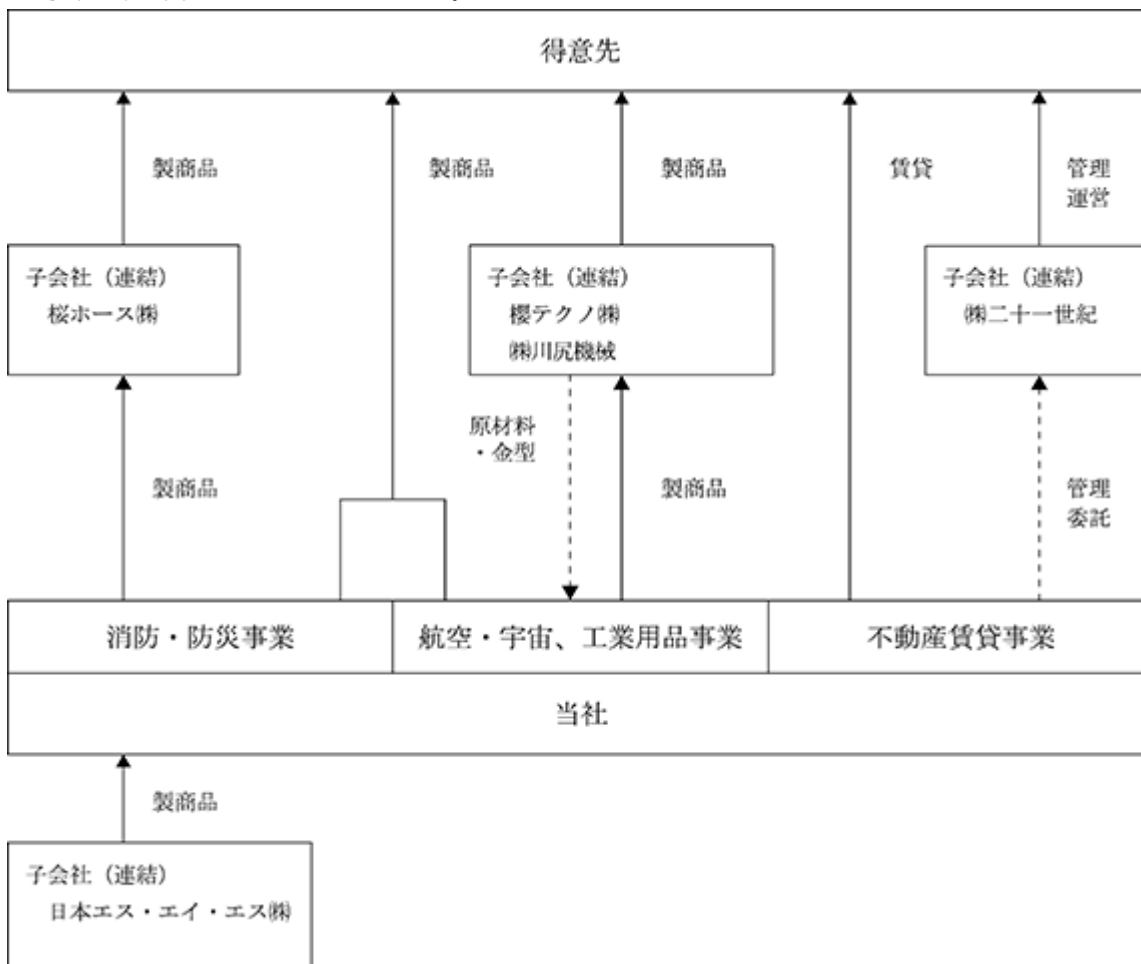 得意先
製商品
製商品
製商品
賃貸
管理
運営
子会社（連結）
桜ホース㈱
子会社（連結）
櫻テクノ㈱
㈱川尻機械
子会社（連結）
㈱二十一世紀
原材料
・金型
製商品
製商品
管理
委託
消防・防災事業
航空・宇宙、工業用品事業
不動産賃貸事業
当社
製商品
子会社（連結）
日本エス・エイ・エス㈱